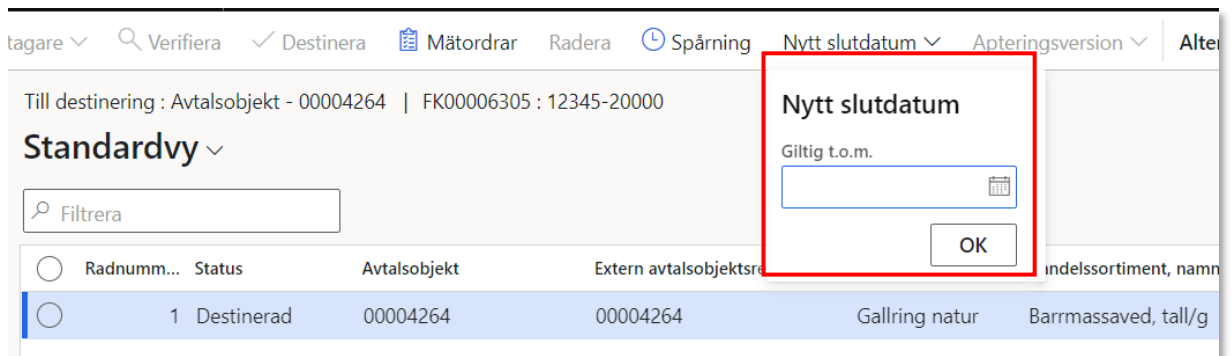 tagare Verifiera Destinera Mätordrar Radera Spårning Nytt slutdatum Apteringsversion Alter
Till destinering : Avtalsobjekt - 00004264 | FK00006305 : 12345-20000
Standardvy
Filtrera
Nytt slutdatum
Giltig t.o.m.
OK
Radnumm... Status Avtalsobjekt Extern avtalsobjektsre andelssortiment, namn
1 Destinerad 00004264 00004264 Gallring natur Barrmassaved, tall/g